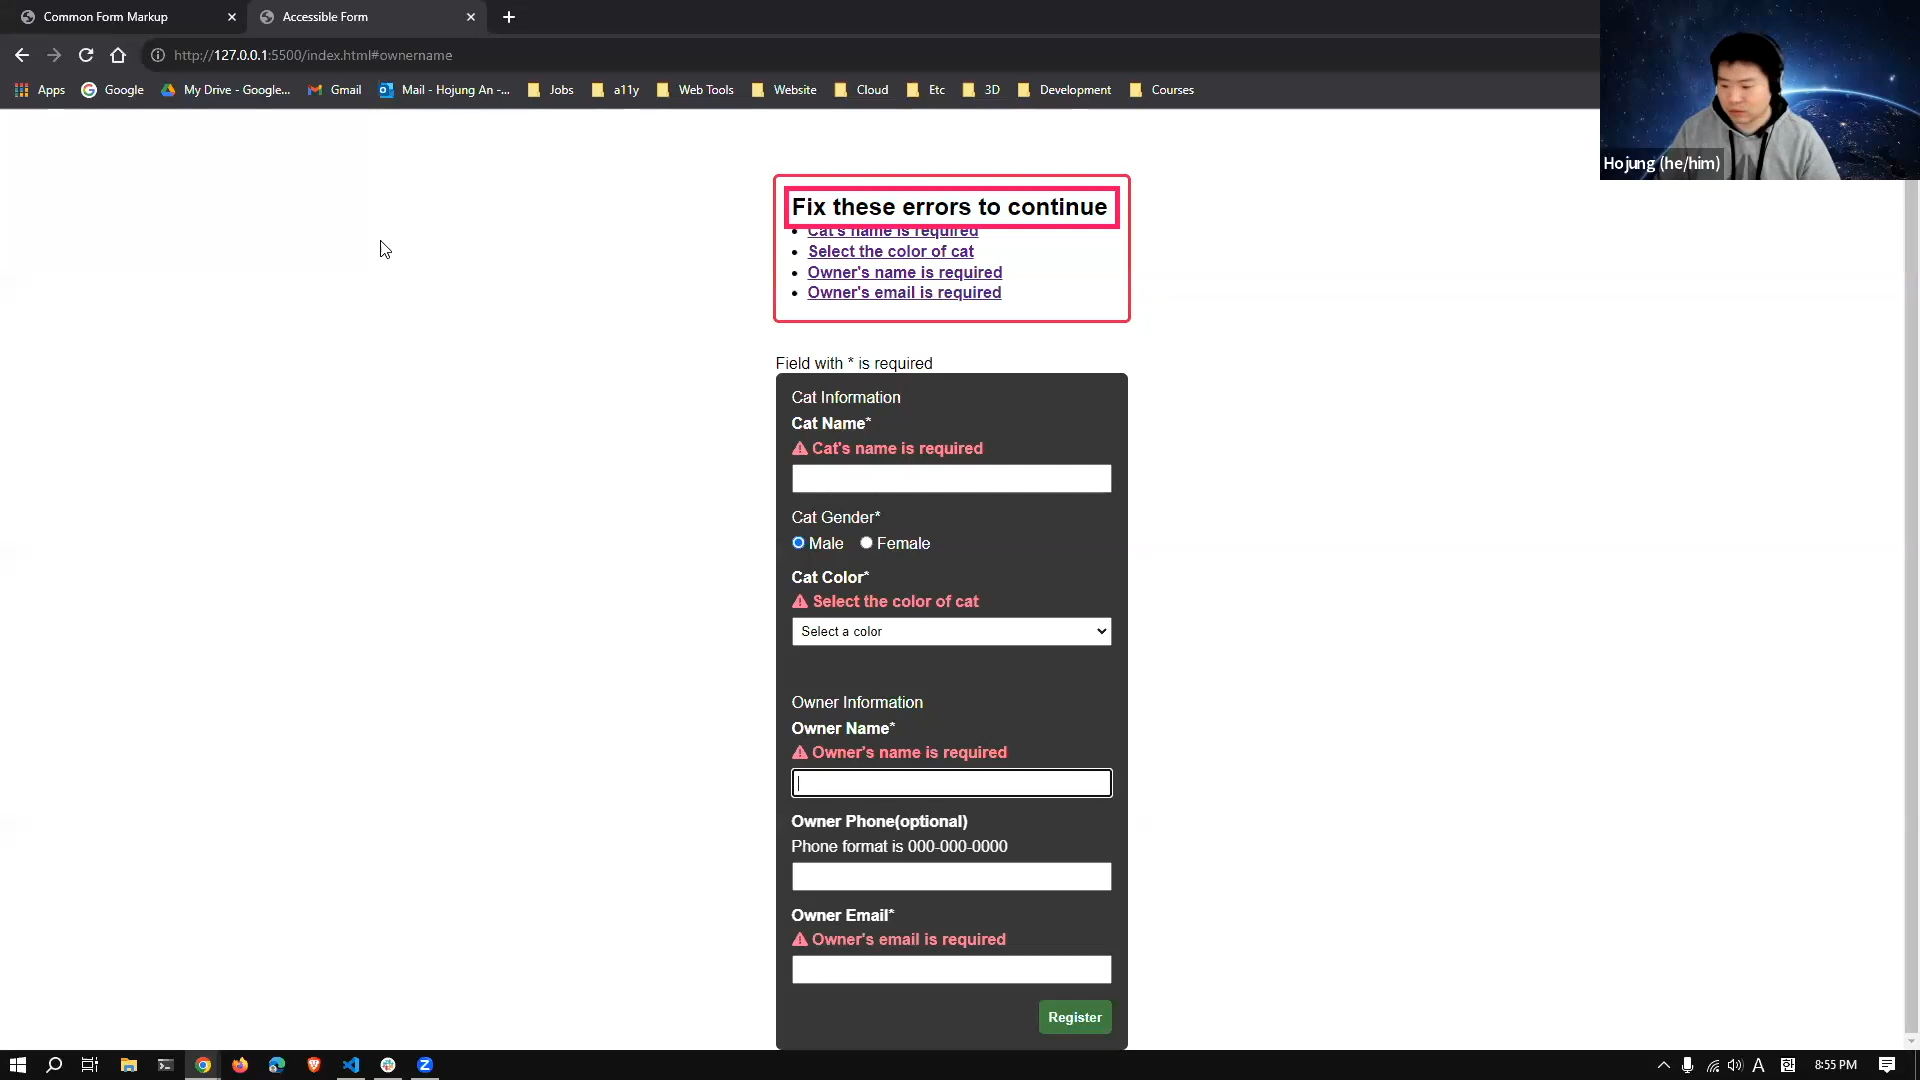 Common Form Markup
Accessible Form
http://127.0.0.1:5500/index.html#ownername
Apps
Google
My Drive - Google...
Gmail
Mail - Hojung An -...
Jobs
a11y
Web Tools
Website
Cloud
Etc
3D
Development
Courses
Hojung (he/him)
Fix these errors to continue
Cat's name is required
Select the color of cat
Owner's name is required
Owner's email is required
Field with * is required
Cat Information
Cat Name*
Cat's name is required
Cat Gender*
Male Female
Cat Color*
Select the color of cat
Select a color
Owner Information
Owner Name*
Owner's name is required
Owner Phone(optional)
Phone format is 000-000-0000
Owner Email*
Owner's email is required
Register
A
8:55 PM